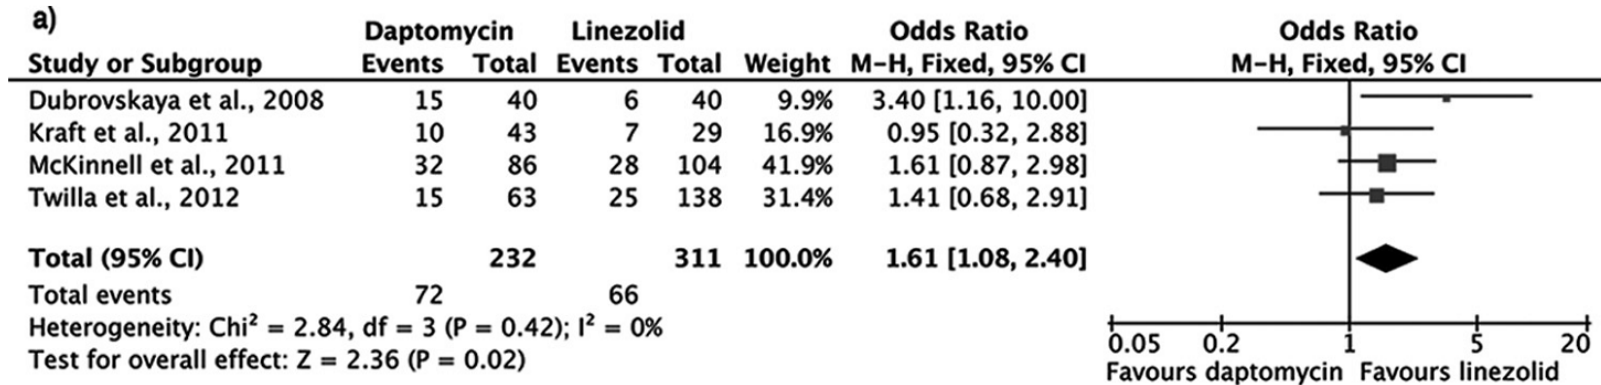 a)
Daptomycin Linezolid Odds Ratio Odds Ratio
Study or Subgroup Events Total Events Total Weight M-H, Fixed, 95% CI M-H, Fixed, 95% CI
Dubrovskaya et al., 2008 15 40 6 40 9.9% 3.40 [1.16, 10.00]
Kraft et al., 2011 10 43 7 29 16.9% 0.95 [0.32, 2.88]
McKinnell et al., 2011 32 86 28 104 41.9% 1.61 [0.87, 2.98]
Twilla et al., 2012 15 63 25 138 31.4% 1.41 [0.68, 2.91]
Total (95% CI) 232 311 100.0% 1.61 [1.08, 2.40]
Total events 72 66
Heterogeneity: Chi² = 2.84, df = 3 (P = 0.42); I² = 0%
Test for overall effect: Z = 2.36 (P = 0.02)
0.05 0.2 1 5 20
Favours daptomycin Favours linezolid